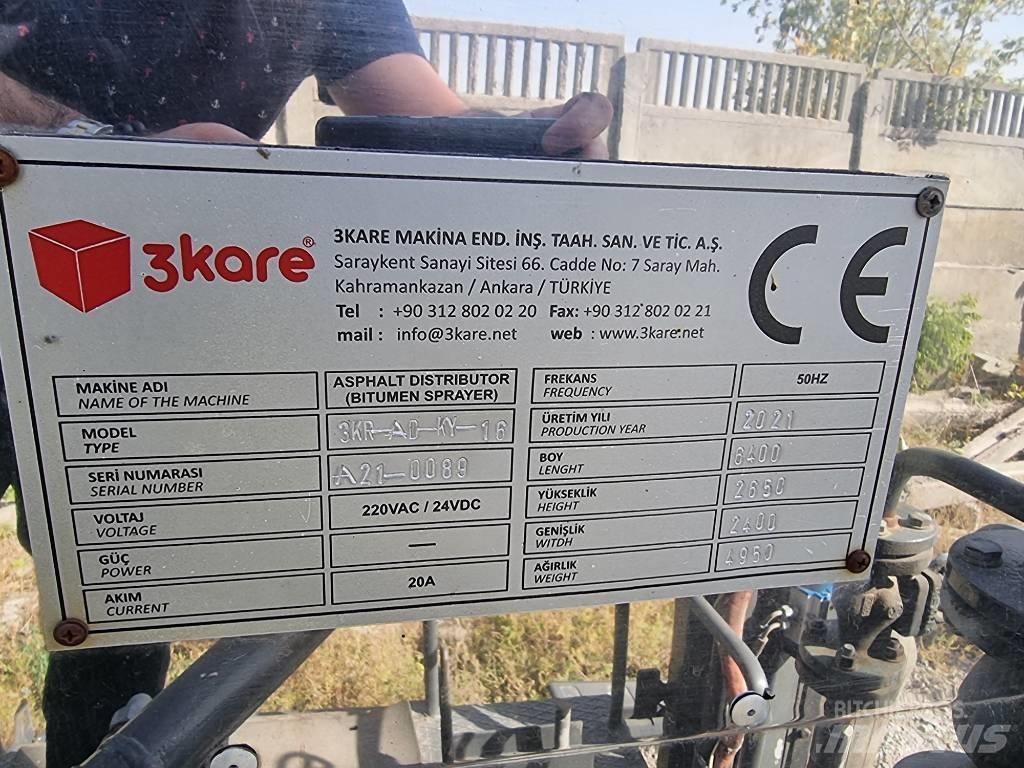 3kare®
3KARE MAKİNA END. İNŞ. TAAH. SAN. VE TİC. A.Ş.
Saraykent Sanayi Sitesi 66. Cadde No: 7 Saray Mah.
Kahramankazan / Ankara / TÜRKİYE
Tel : +90 312 802 02 20 Fax: +90 312 802 02 21
mail : info@3kare.net web : www.3kare.net
CE
MAKİNE ADI
NAME OF THE MACHINE
ASPHALT DISTRIBUTOR
(BITUMEN SPRAYER)
MODEL
TYPE
3KR-AD-KY-16
SERİ NUMARASI
SERIAL NUMBER
A21-0089
VOLTAJ
VOLTAGE
220VAC / 24VDC
GÜÇ
POWER
—
AKIM
CURRENT
20A
FREKANS
FREQUENCY
50HZ
ÜRETİM YILI
PRODUCTION YEAR
2021
BOY
LENGHT
6400
YÜKSEKLİK
HEIGHT
2650
GENİŞLİK
WITDH
2400
AĞIRLIK
WEIGHT
4950